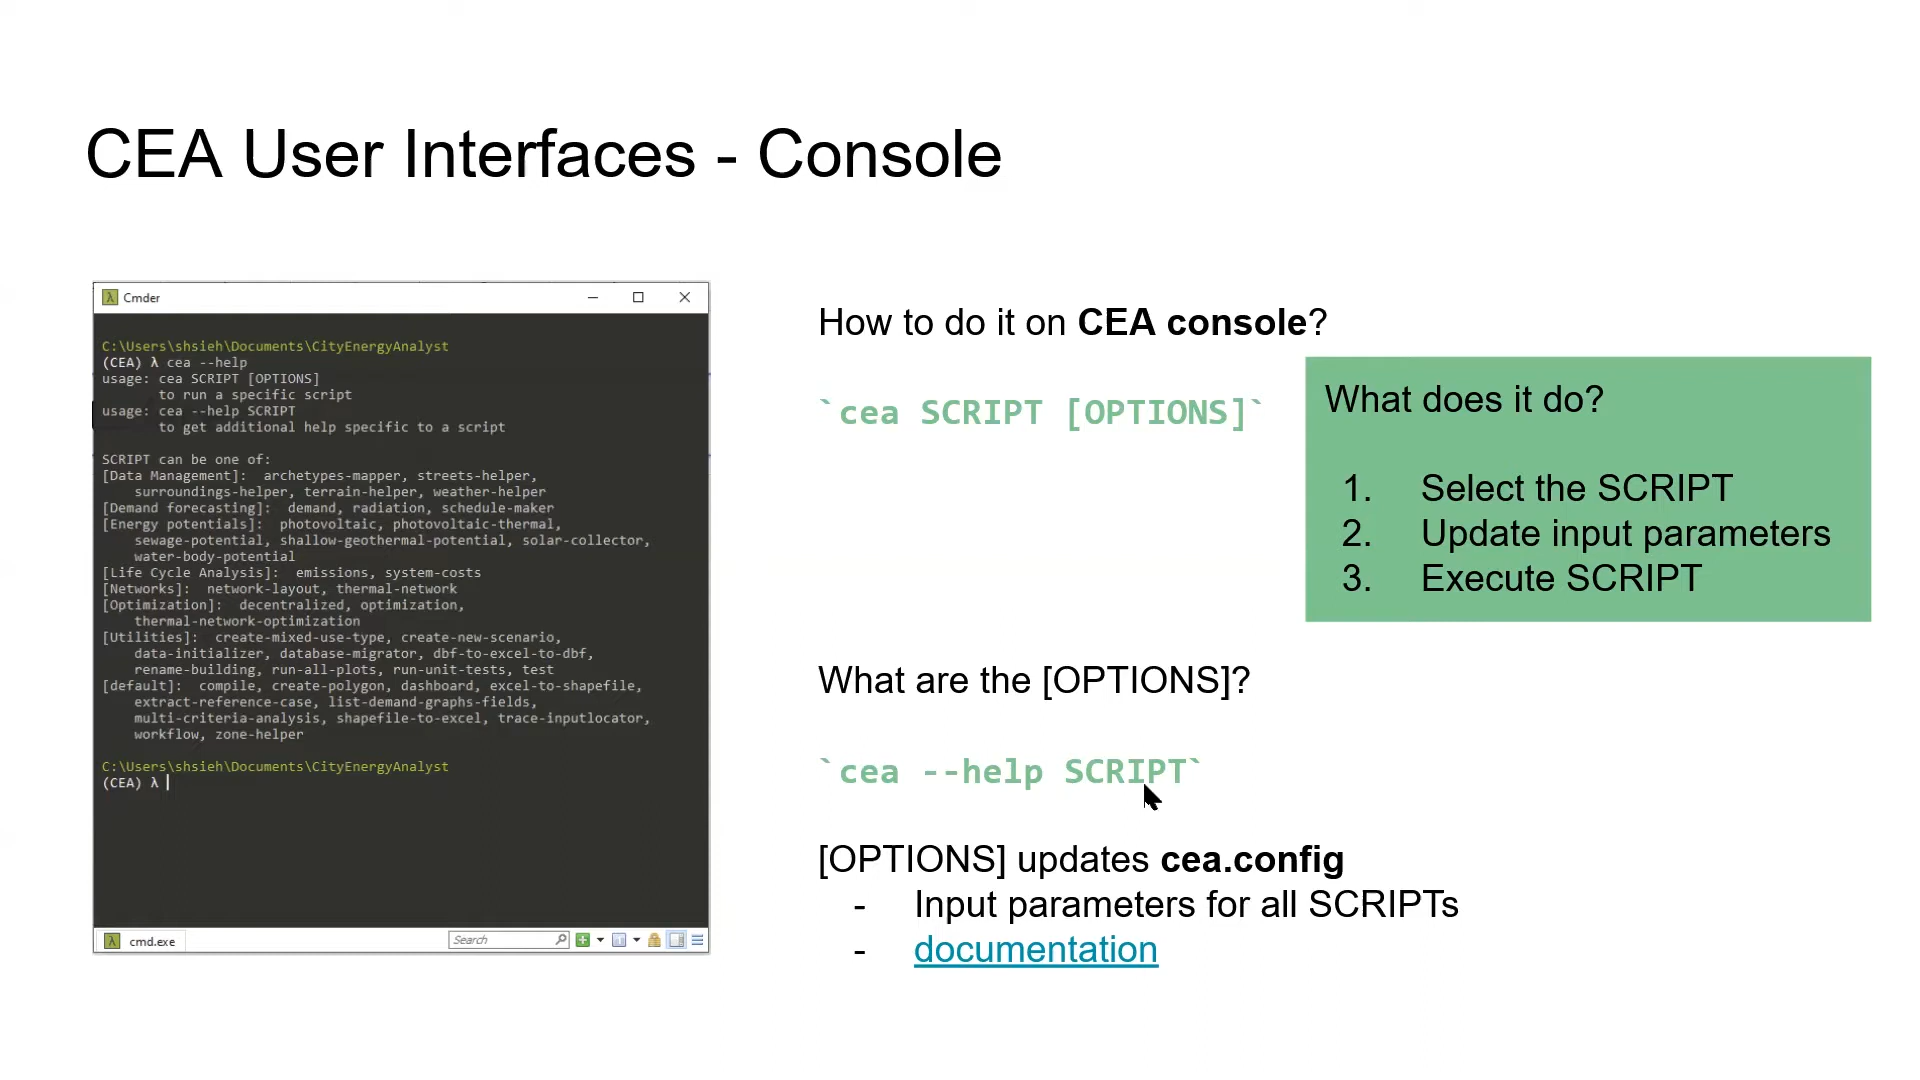 CEA User Interfaces - Console
Cmder
C:\Users\shsieh\Documents\CityEnergyAnalyst
(CEA) λ cea --help
usage: cea SCRIPT [OPTIONS]
to run a specific script
usage: cea --help SCRIPT
to get additional help specific to a script
SCRIPT can be one of:
[Data Management]: archetypes-mapper, streets-helper,
surroundings-helper, terrain-helper, weather-helper
[Demand forecasting]: demand, radiation, schedule-maker
[Energy potentials]: photovoltaic, photovoltaic-thermal,
sewage-potential, shallow-geothermal-potential, solar-collector,
water-body-potential
[Life Cycle Analysis]: emissions, system-costs
[Networks]: network-layout, thermal-network
[Optimization]: decentralized, optimization,
thermal-network-optimization
[Utilities]: create-mixed-use-type, create-new-scenario,
data-initializer, database-migrator, dbf-to-excel-to-dbf,
rename-building, run-all-plots, run-unit-tests, test
[default]: compile, create-polygon, dashboard, excel-to-shapefile,
extract-reference-case, list-demand-graphs-fields,
multi-criteria-analysis, shapefile-to-excel, trace-inputlocator,
workflow, zone-helper
C:\Users\shsieh\Documents\CityEnergyAnalyst
(CEA) λ
cmd.exe
Search
How to do it on CEA console?
`cea SCRIPT [OPTIONS]`
What does it do?
1. Select the SCRIPT
2. Update input parameters
3. Execute SCRIPT
What are the [OPTIONS]?
`cea --help SCRIPT`
[OPTIONS] updates cea.config
- Input parameters for all SCRIPTs
- documentation